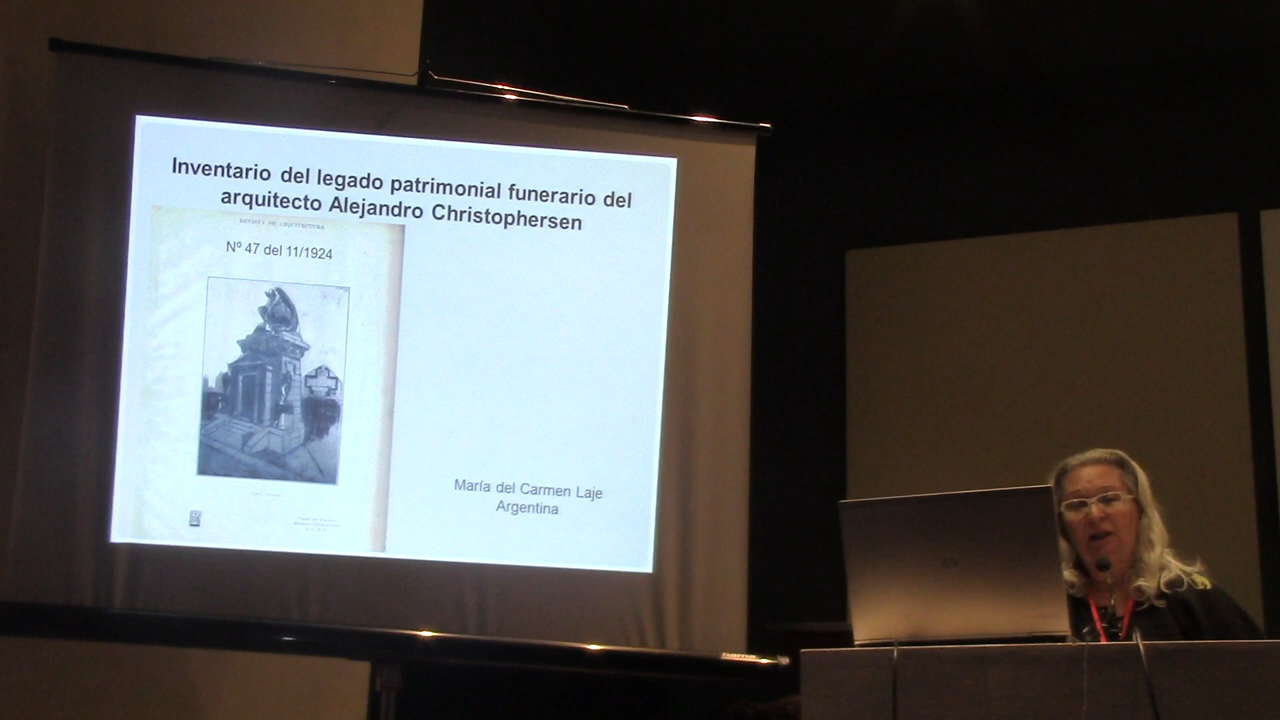 Inventario del legado patrimonial funerario del
arquitecto Alejandro Christophersen
REVISTA DE ARQUITECTURA
Nº 47 del 11/1924
María del Carmen Laje
Argentina
hama